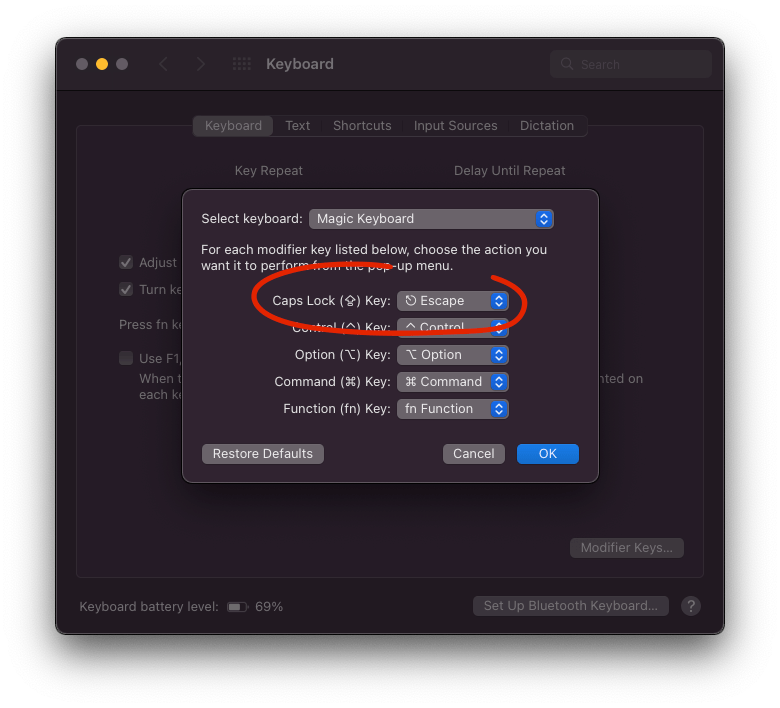 Keyboard
Search
Keyboard Text Shortcuts Input Sources Dictation
Key Repeat Delay Until Repeat
Select keyboard: Magic Keyboard
For each modifier key listed below, choose the action you
want it to perform from the pop-up menu.
Adjust
Turn ke
Caps Lock (⇪) Key: ⎋ Escape
Press fn ke
Control (^) Key: ^ Control
Option (⌥) Key: ⌥ Option
Use F1,
Command (⌘) Key: ⌘ Command
When t
nted on
each ke
Function (fn) Key: fn Function
Restore Defaults Cancel OK
Modifier Keys...
Keyboard battery level: 69% Set Up Bluetooth Keyboard... ?